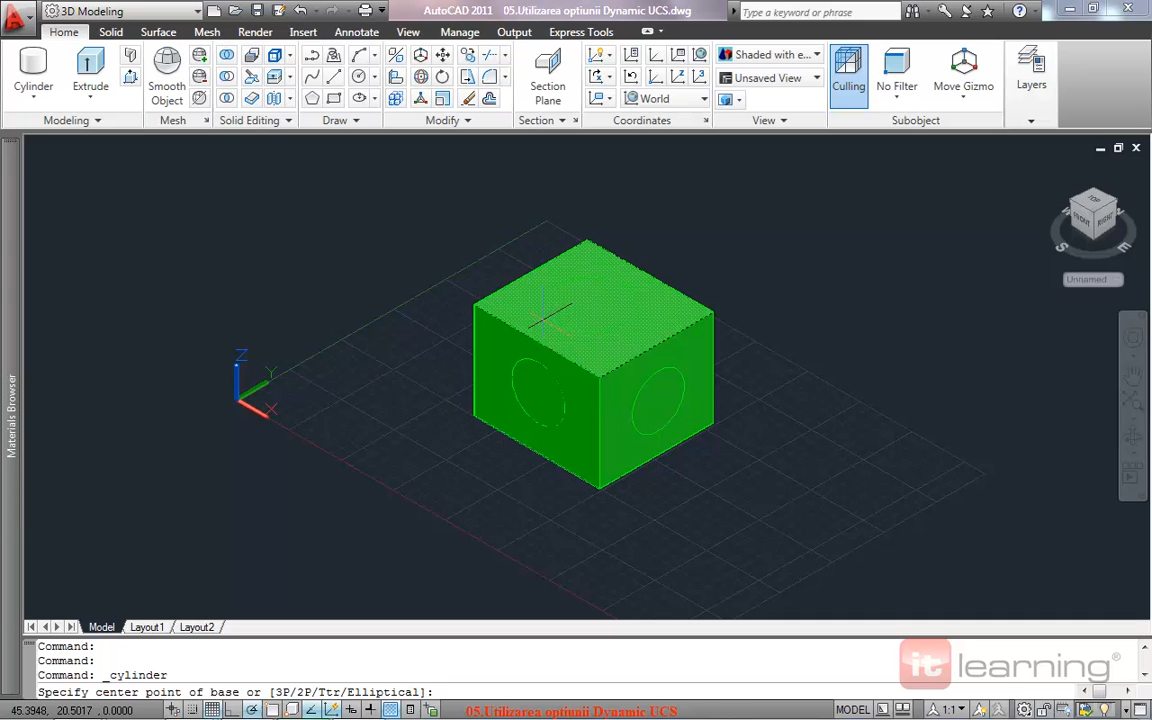 3D Modeling
AutoCAD 2011 05.Utilizarea optiunii Dynamic UCS.dwg
Type a keyword or phrase
Home Solid Surface Mesh Render Insert Annotate View Manage Output Express Tools
Cylinder
Extrude
Smooth
Object
Section
Plane
Shaded with e...
Unsaved View
World
Culling
No Filter
Move Gizmo
Layers
Modeling Mesh Solid Editing Draw Modify Section Coordinates View Subobject
TOP
FRONT
RIGHT
W
N
S
E
Unnamed
Z
Y
X
Materials Browser
Model Layout1 Layout2
Command:
Command:
Command: _cylinder
Specify center point of base or [3P/2P/Ttr/Elliptical]:
it learning
45.3948, 20.5017, 0.0000
05.Utilizarea optiunii Dynamic UCS
MODEL
1:1